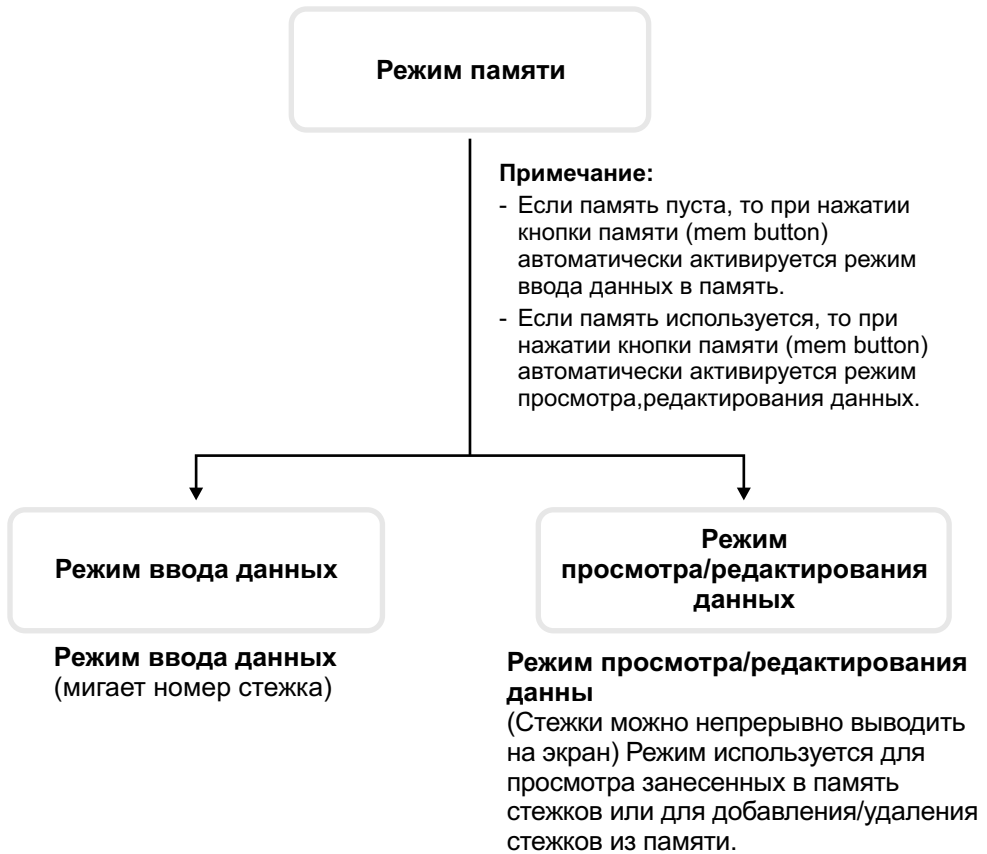 Режим памяти
Примечание:
- Если память пуста, то при нажатии
кнопки памяти (mem button)
автоматически активируется режим
ввода данных в память.
- Если память используется, то при
нажатии кнопки памяти (mem button)
автоматически активируется режим
просмотра,редактирования данных.
Режим ввода данных
Режим
просмотра/редактирования
данных
Режим ввода данных
(мигает номер стежка)
Режим просмотра/редактирования
данны
(Стежки можно непрерывно выводить
на экран) Режим используется для
просмотра занесенных в память
стежков или для добавления/удаления
стежков из памяти.